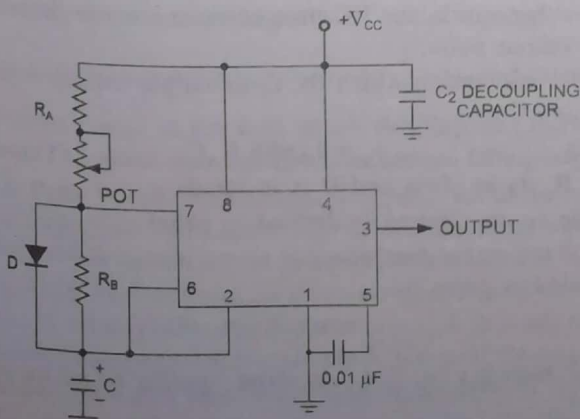 +VCC
C2 DECOUPLING
CAPACITOR
RA
POT
7
8
4
3
OUTPUT
D
RB
6
2
1
5
+
C
-
0.01 µF